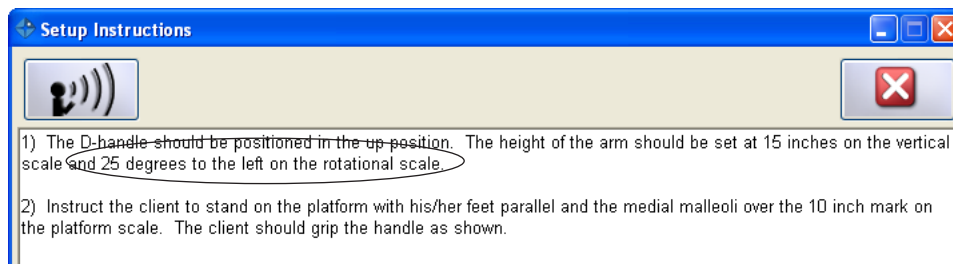 Setup Instructions
1) The D-handle should be positioned in the up position. The height of the arm should be set at 15 inches on the vertical
scale and 25 degrees to the left on the rotational scale.
2) Instruct the client to stand on the platform with his/her feet parallel and the medial malleoli over the 10 inch mark on
the platform scale. The client should grip the handle as shown.